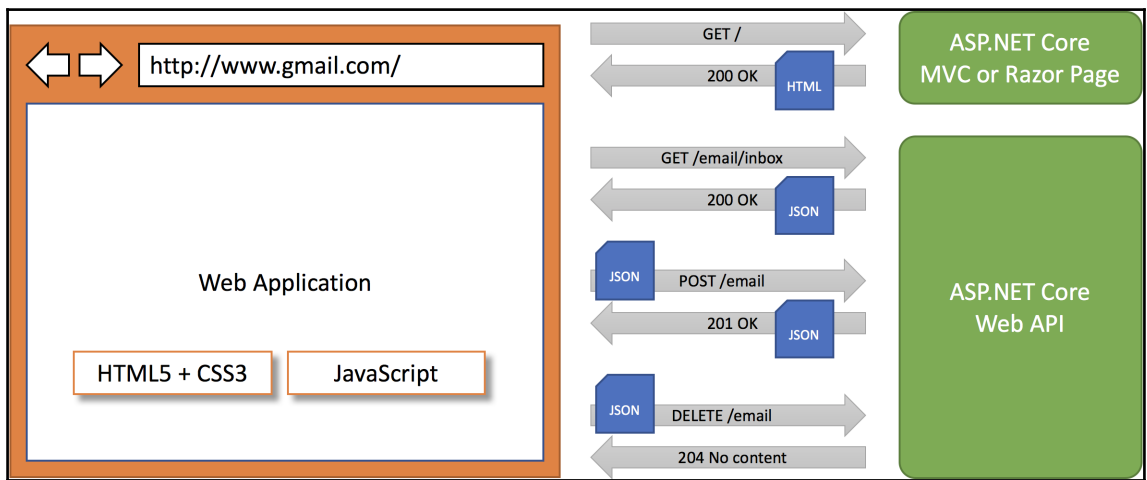 http://www.gmail.com/
Web Application
HTML5 + CSS3
JavaScript
GET /
200 OK
HTML
GET /email/inbox
200 OK
JSON
JSON
POST /email
201 OK
JSON
JSON
DELETE /email
204 No content
ASP.NET Core
MVC or Razor Page
ASP.NET Core
Web API